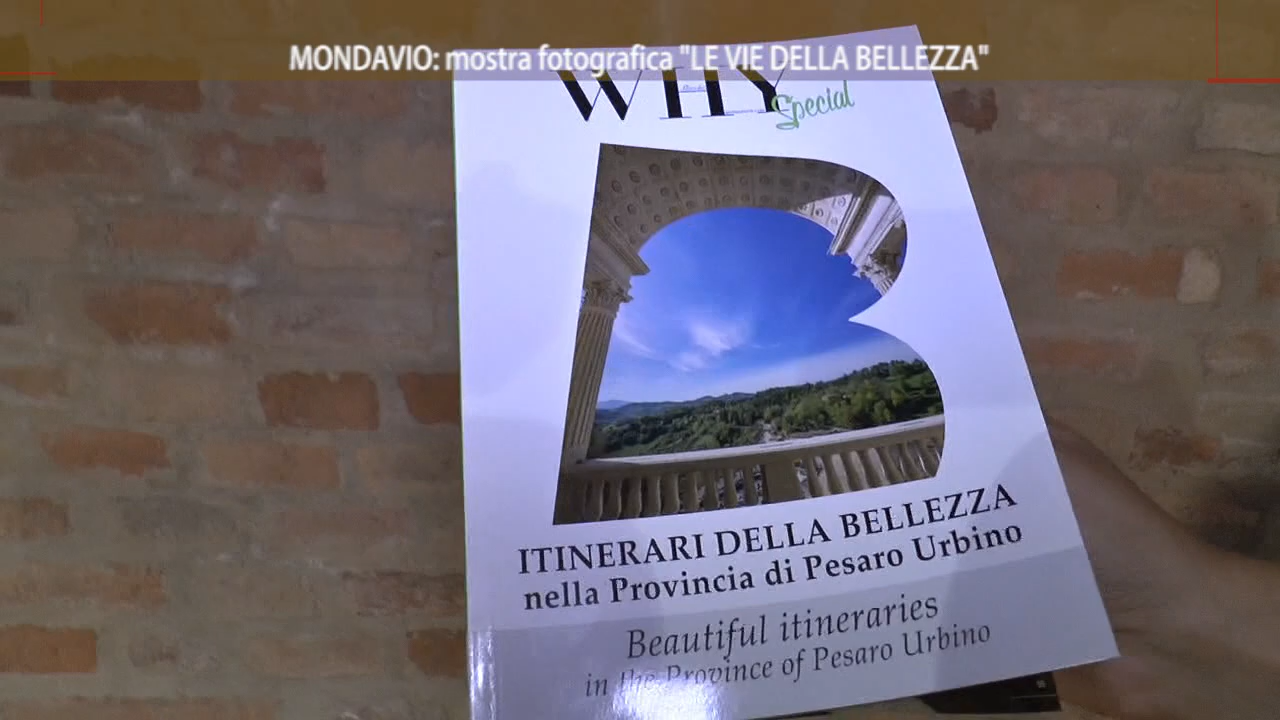 MONDAVIO: mostra fotografica "LE VIE DELLA BELLEZZA"
WHY
Special
ITINERARI DELLA BELLEZZA
nella Provincia di Pesaro Urbino
Beautiful itineraries
in the Province of Pesaro Urbino